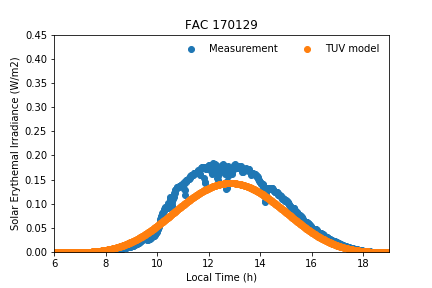 FAC 170129
Measurement
TUV model
Solar Erythemal Irradiance (W/m2)
0.45
0.40
0.35
0.30
0.25
0.20
0.15
0.10
0.05
0.00
6 8 10 12 14 16 18
Local Time (h)